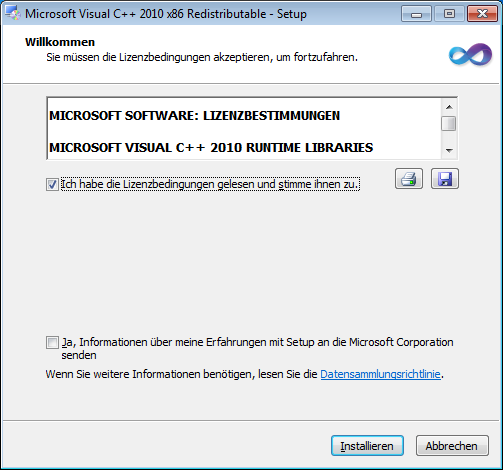 Microsoft Visual C++ 2010 x86 Redistributable - Setup
Willkommen
Sie müssen die Lizenzbedingungen akzeptieren, um fortzufahren.
MICROSOFT SOFTWARE: LIZENZBESTIMMUNGEN
MICROSOFT VISUAL C++ 2010 RUNTIME LIBRARIES
Ich habe die Lizenzbedingungen gelesen und stimme ihnen zu.
Ja, Informationen über meine Erfahrungen mit Setup an die Microsoft Corporation
senden
Wenn Sie weitere Informationen benötigen, lesen Sie die Datensammlungsrichtlinie.
Installieren Abbrechen